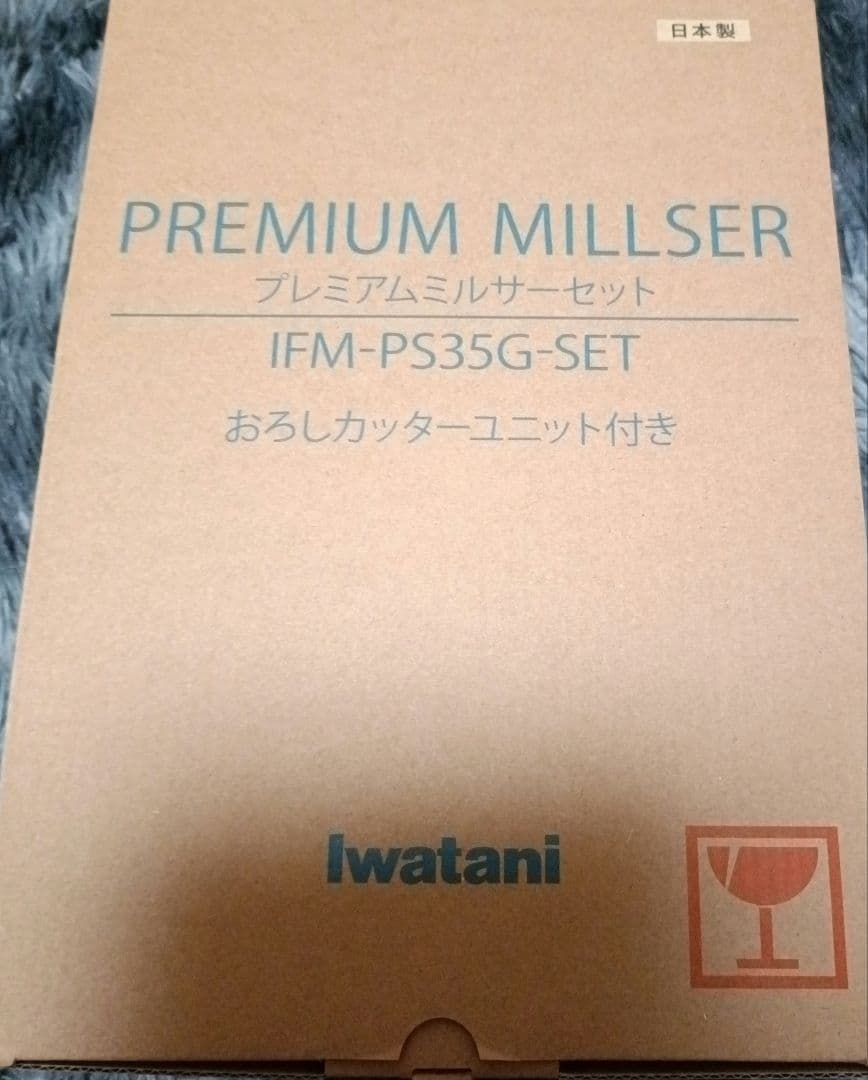 日本製
PREMIUM MILLSER
プレミアムミルサーセット
IFM-PS35G-SET
おろしカッターユニット付き
Iwatani